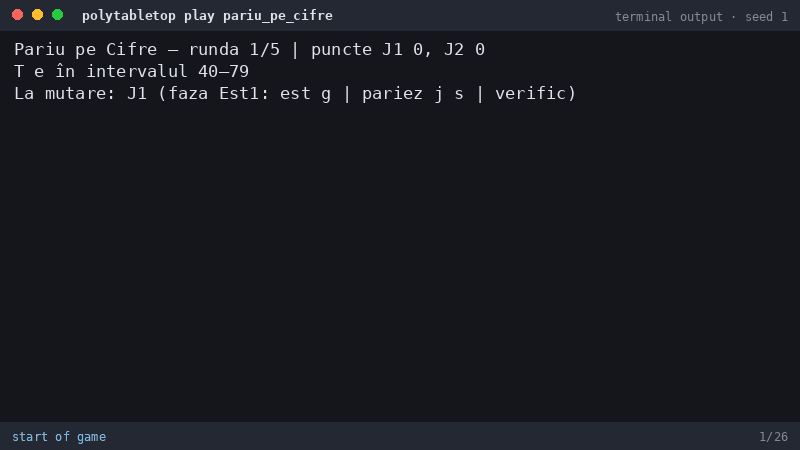 polytabletop play pariu_pe_cifre
terminal output · seed 1
Pariu pe Cifre — runda 1/5 | puncte J1 0, J2 0
T e în intervalul 40–79
La mutare: J1 (faza Est1: est g | pariez j s | verific)
start of game
1/26